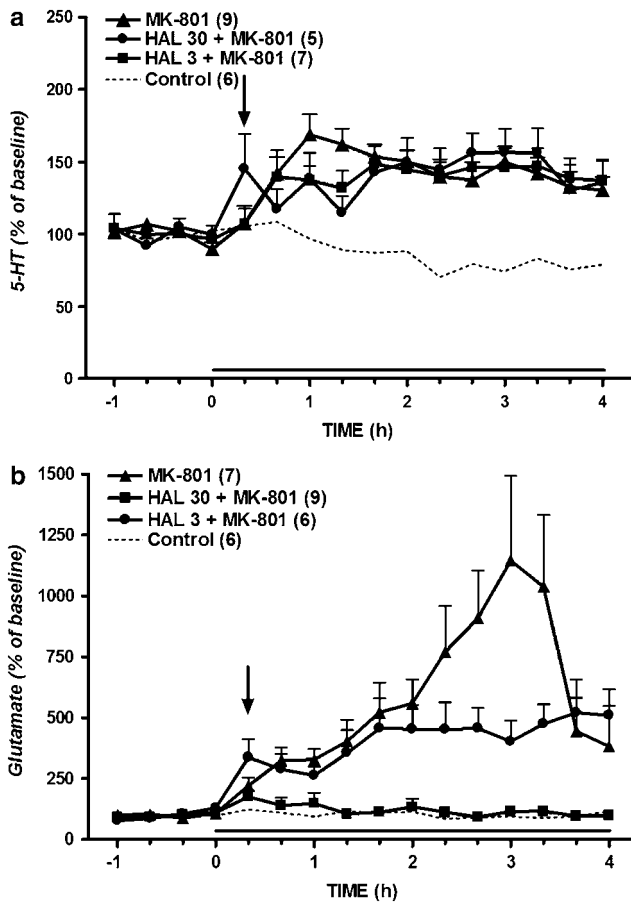 a
MK-801 (9)
HAL 30 + MK-801 (5)
HAL 3 + MK-801 (7)
Control (6)
250
200
150
100
50
0
5-HT (% of baseline)
-1 0 1 2 3 4
TIME (h)
b
MK-801 (7)
HAL 30 + MK-801 (9)
HAL 3 + MK-801 (6)
Control (6)
1500
1250
1000
750
500
250
0
Glutamate (% of baseline)
-1 0 1 2 3 4
TIME (h)